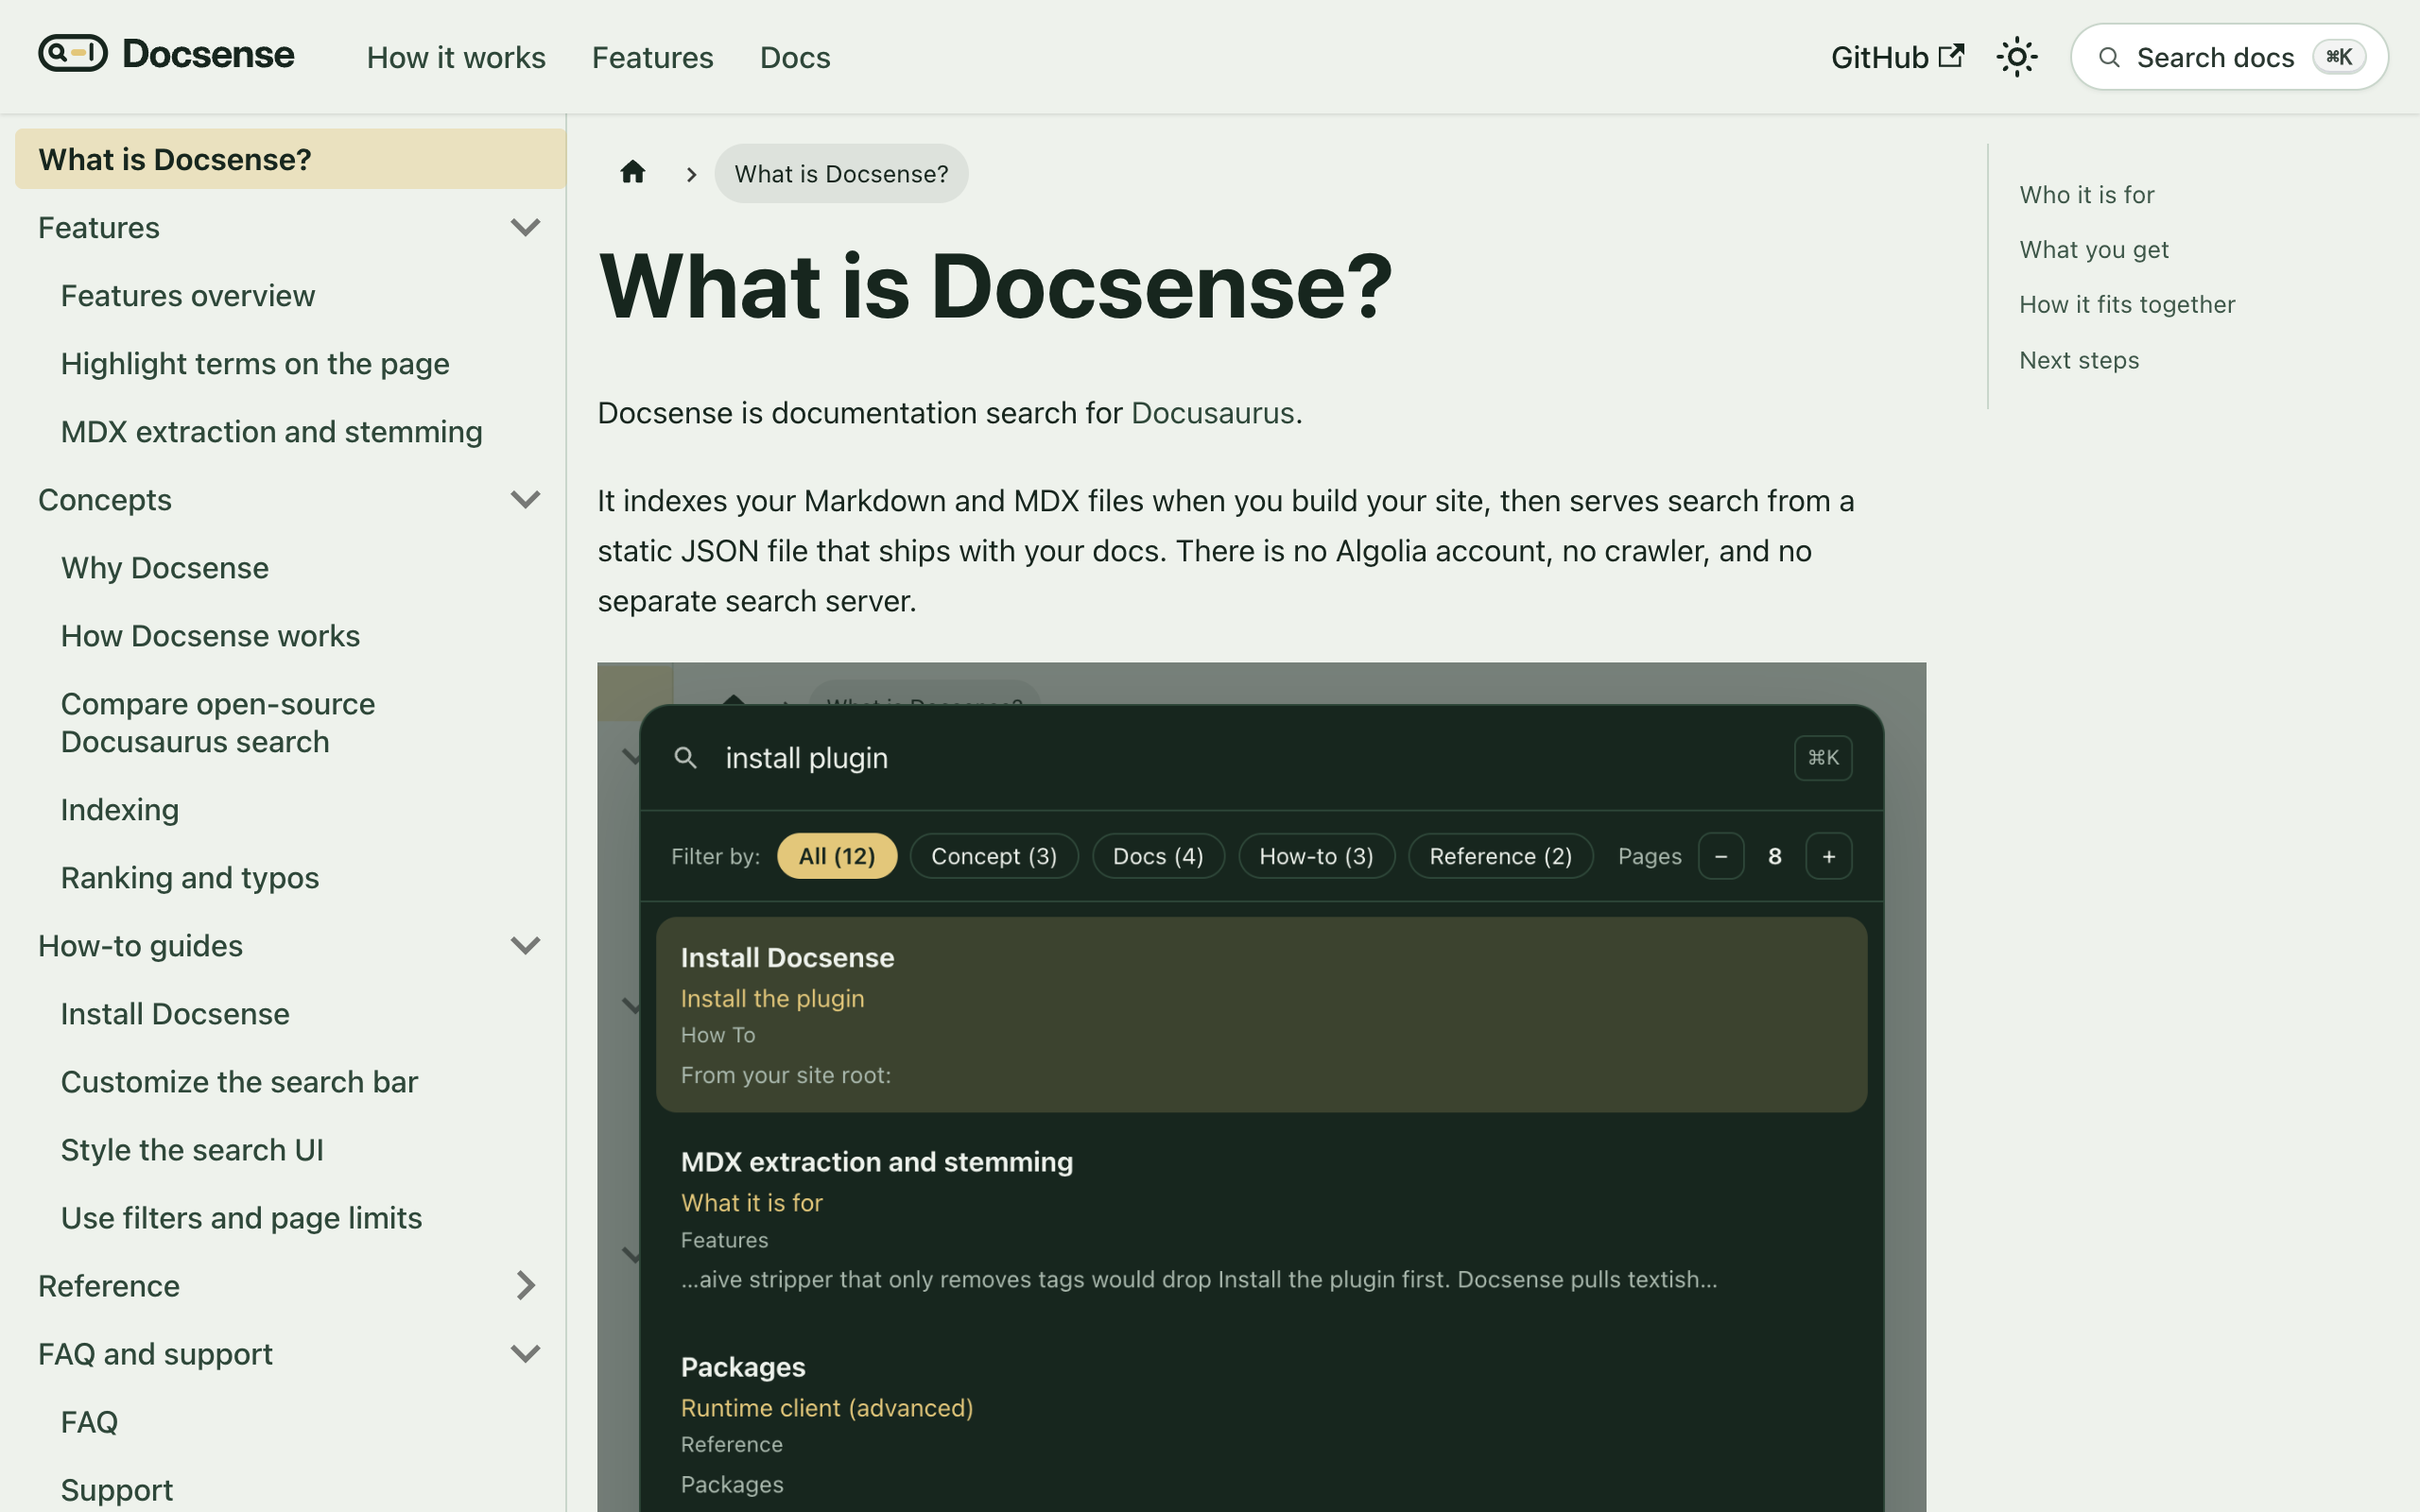 Docsense
How it works
Features
Docs
GitHub
Search docs
⌘K
What is Docsense?
Features
Features overview
Highlight terms on the page
MDX extraction and stemming
Concepts
Why Docsense
How Docsense works
Compare open-source
Docusaurus search
Indexing
Ranking and typos
How-to guides
Install Docsense
Customize the search bar
Style the search UI
Use filters and page limits
Reference
FAQ and support
FAQ
Support
What is Docsense?
What is Docsense?
Docsense is documentation search for Docusaurus.
It indexes your Markdown and MDX files when you build your site, then serves search from a
static JSON file that ships with your docs. There is no Algolia account, no crawler, and no
separate search server.
What is Docsense?
install plugin
⌘K
Filter by:
All (12)
Concept (3)
Docs (4)
How-to (3)
Reference (2)
Pages
−
8
+
Install Docsense
Install the plugin
How To
From your site root:
MDX extraction and stemming
What it is for
Features
...aive stripper that only removes tags would drop Install the plugin first. Docsense pulls textish...
Packages
Runtime client (advanced)
Reference
Packages
Who it is for
What you get
How it fits together
Next steps